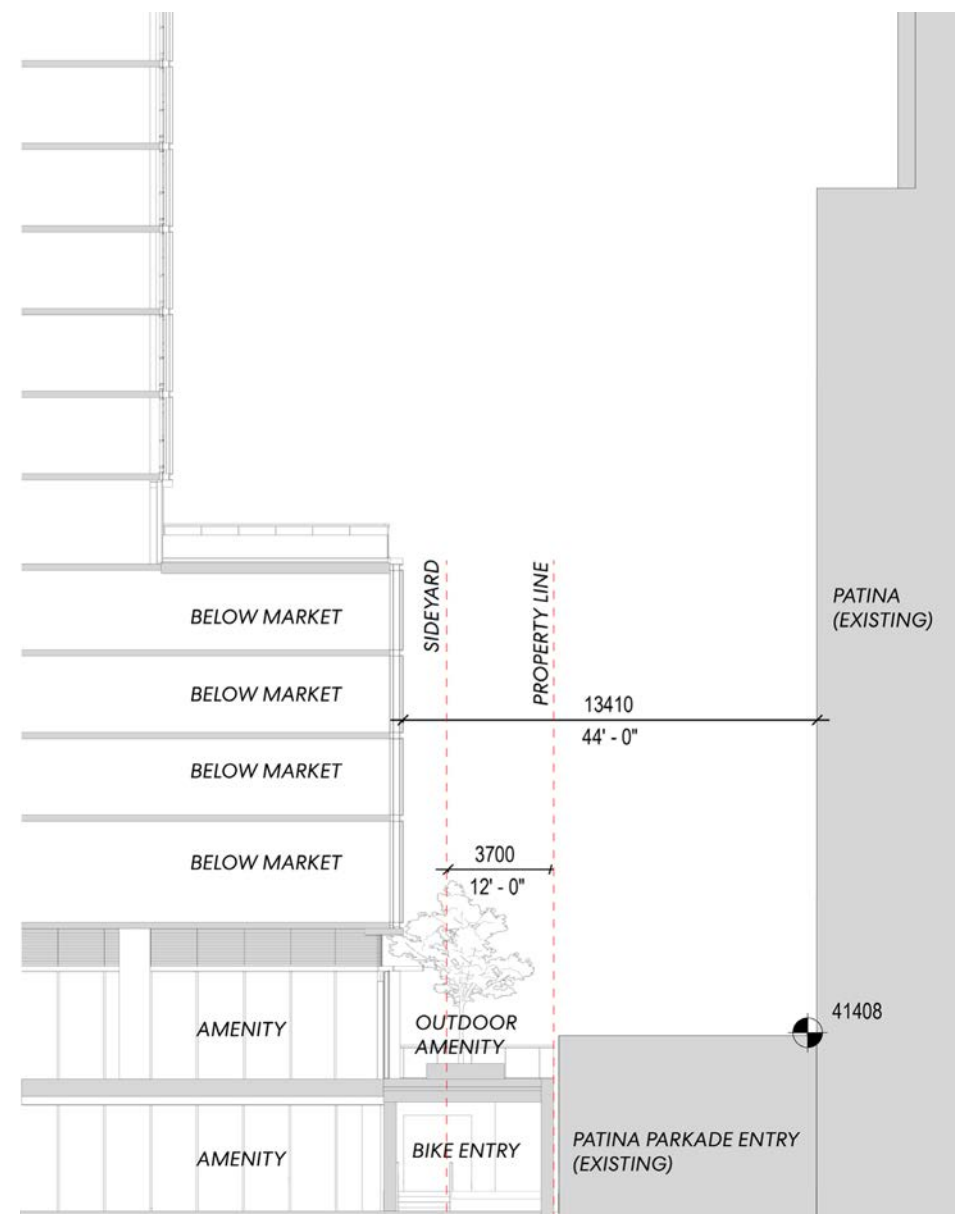 SIDEYARD
PROPERTY LINE
PATINA
(EXISTING)
BELOW MARKET
BELOW MARKET
13410
44' - 0"
BELOW MARKET
3700
12' - 0"
BELOW MARKET
41408
OUTDOOR
AMENITY
AMENITY
PATINA PARKADE ENTRY
(EXISTING)
BIKE ENTRY
AMENITY